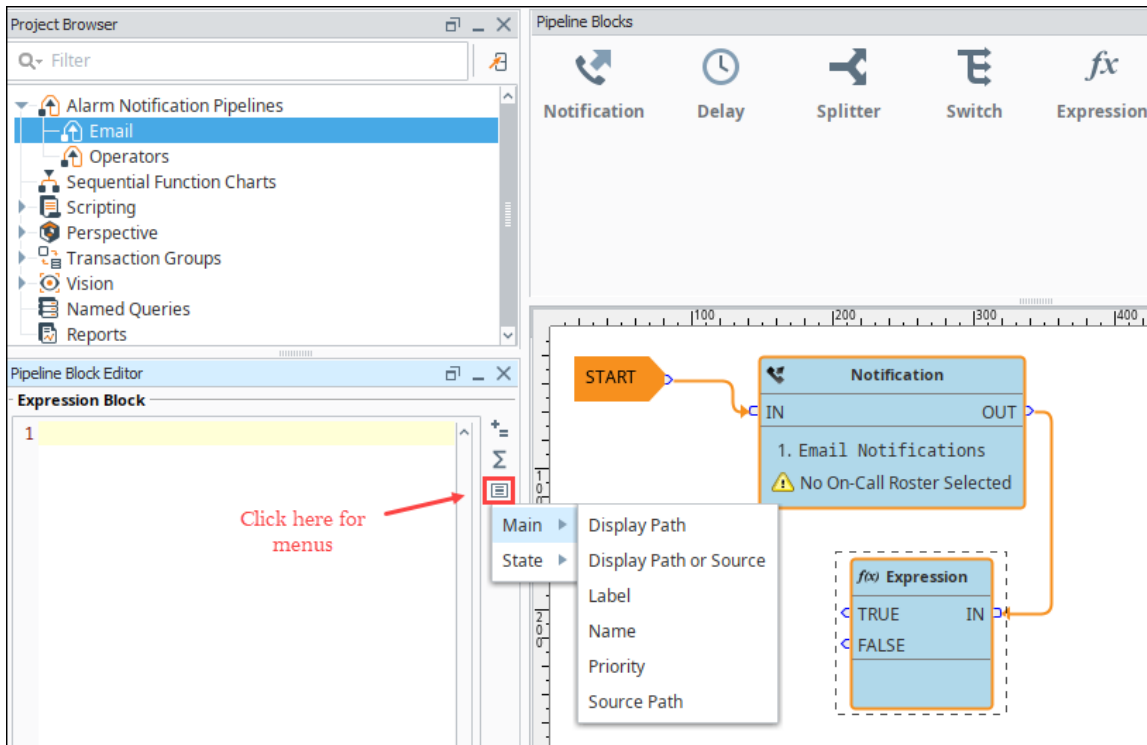 Project Browser
Filter
Alarm Notification Pipelines
Email
Operators
Sequential Function Charts
Scripting
Perspective
Transaction Groups
Vision
Named Queries
Reports
Pipeline Blocks
Notification Delay Splitter Switch Expression
fx
Pipeline Block Editor
Expression Block
1
Click here for
menus
Main
State
Display Path
Display Path or Source
Label
Name
Priority
Source Path
100 200 300 400
100
200
START
Notification
IN OUT
1. Email Notifications
No On-Call Roster Selected
f(x) Expression
TRUE IN
FALSE